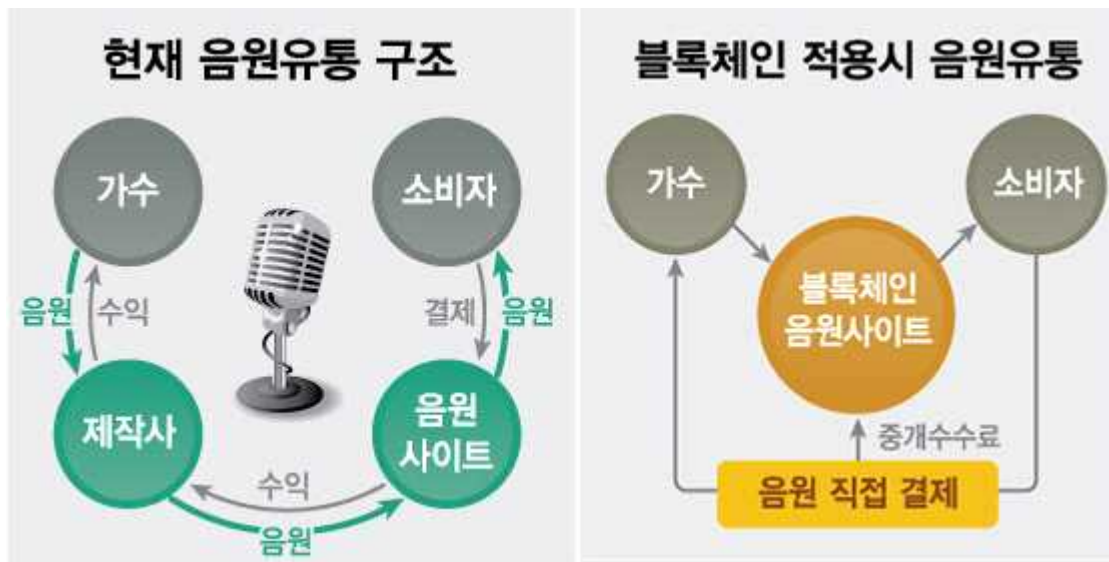 현재 음원유통 구조
가수
소비자
음원
수익
결제
음원
제작사
음원
사이트
수익
음원
블록체인 적용시 음원유통
가수
소비자
블록체인
음원사이트
중개수수료
음원 직접 결제